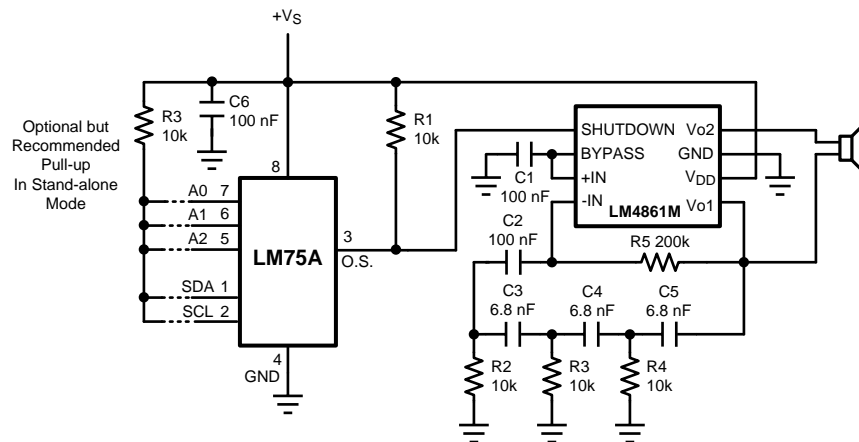 +VS
Optional but
Recommended
Pull-up
In Stand-alone
Mode
R3
10k
C6
100 nF
R1
10k
8
A0 7
A1 6
A2 5
SDA 1
SCL 2
LM75A
3
O.S.
4
GND
SHUTDOWN Vo2
BYPASS GND
+IN VDD
-IN Vo1
LM4861M
C1
100 nF
C2
100 nF
R5 200k
C3
6.8 nF
C4
6.8 nF
C5
6.8 nF
R2
10k
R3
10k
R4
10k